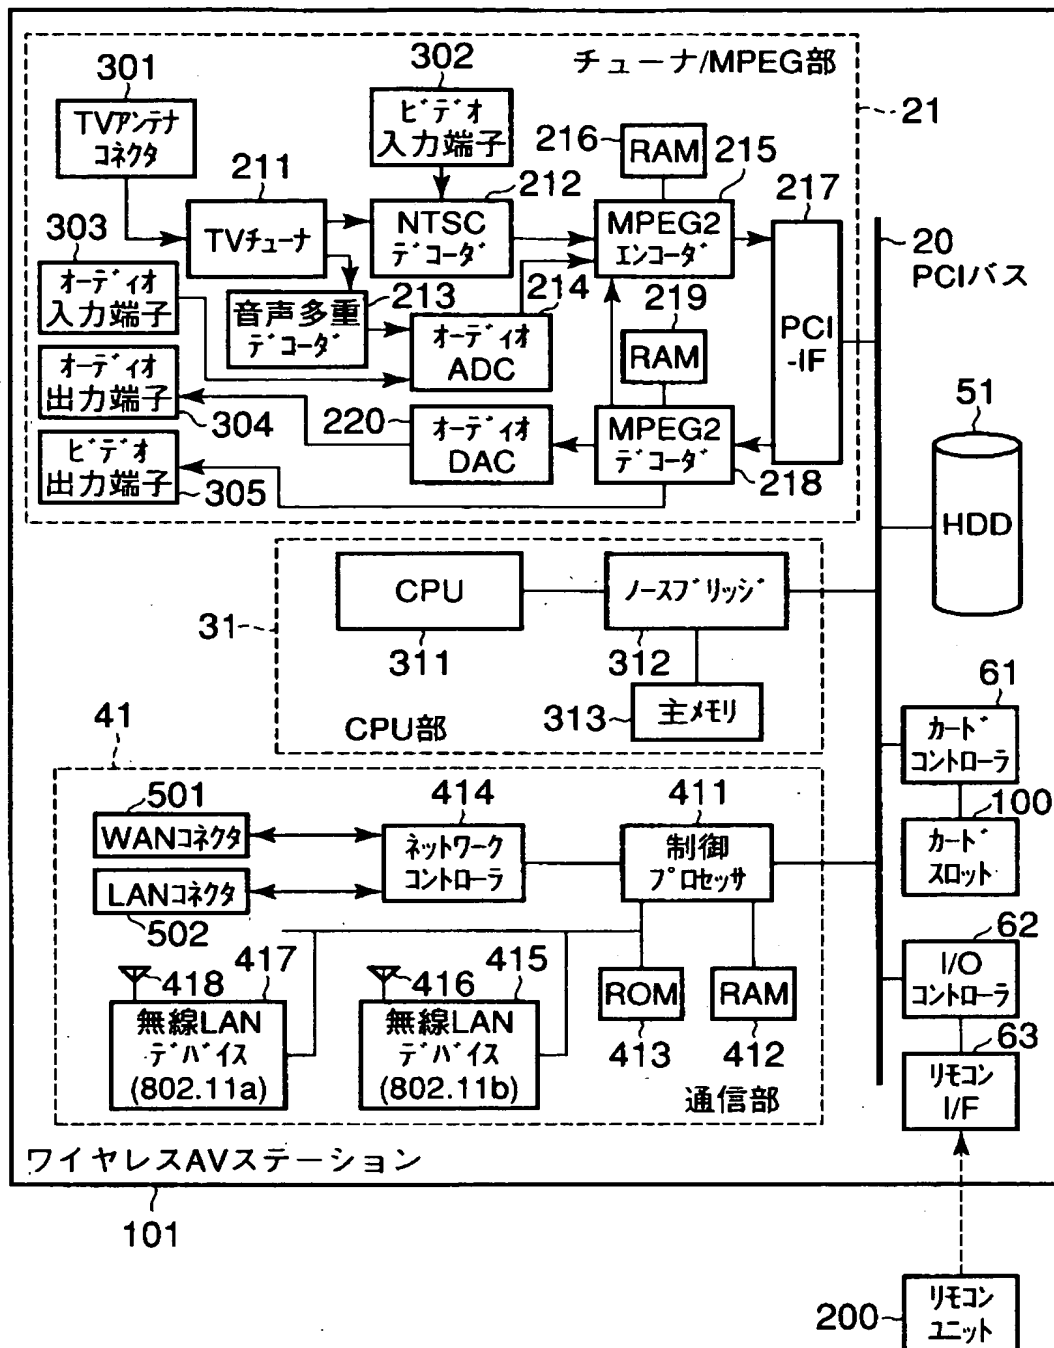 301
TVアンテナ
コネクタ
302
ビデオ
入力端子
チューナ/MPEG部
21
211
TVチューナ
212
NTSC
デコーダ
216
RAM
215
MPEG2
エンコーダ
217
PCI
-IF
20
PCIバス
303
オーディオ
入力端子
213
音声多重
デコーダ
214
オーディオ
ADC
219
RAM
オーディオ
出力端子
304
220
オーディオ
DAC
MPEG2
デコーダ
218
ビデオ
出力端子
305
51
HDD
31
CPU
311
ノースブリッジ
312
313
主メモリ
CPU部
61
カード
コントローラ
100
カード
スロット
41
501
WANコネクタ
LANコネクタ
502
414
ネットワーク
コントローラ
411
制御
プロセッサ
418
417
無線LAN
デバイス
(802.11a)
416
415
無線LAN
デバイス
(802.11b)
ROM
413
RAM
412
通信部
62
I/O
コントローラ
63
リモコン
I/F
ワイヤレスAVステーション
101
200
リモコン
ユニット